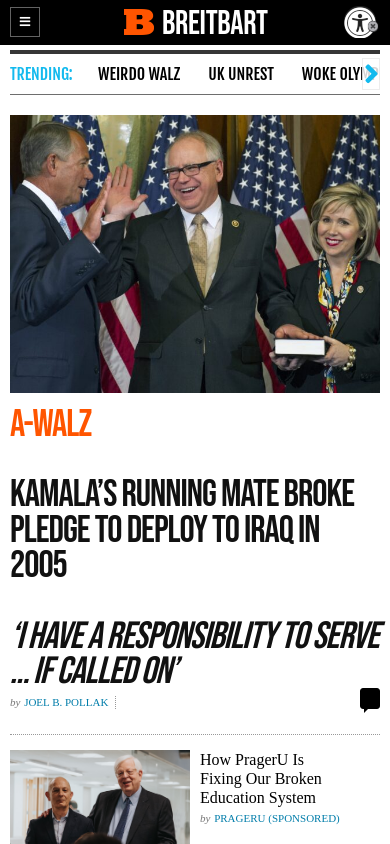 BREITBART
TRENDING: WEIRDO WALZ UK UNREST WOKE
A-WALZ
KAMALA’S RUNNING MATE BROKE
PLEDGE TO DEPLOY TO IRAQ IN
2005
‘I HAVE A RESPONSIBILITY TO SERVE
... IF CALLED ON’
by JOEL B. POLLAK
How PragerU Is
Fixing Our Broken
Education System
by PRAGERU (SPONSORED)